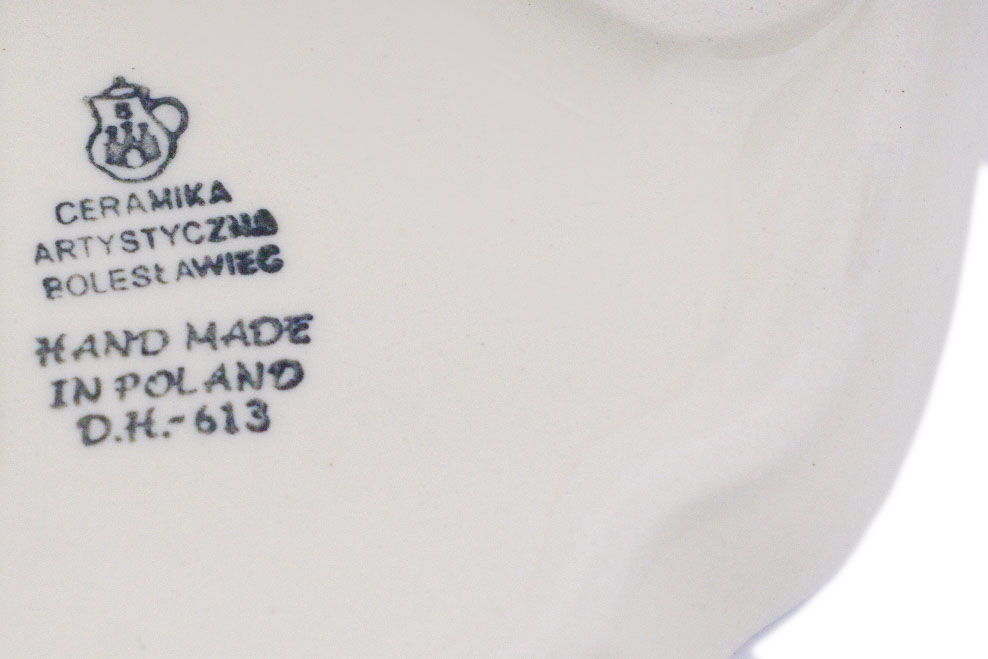 B
CERAMIKA
ARTYSTYCZNA
BOLESŁAWIEC
HAND MADE
IN POLAND
D.H.-613